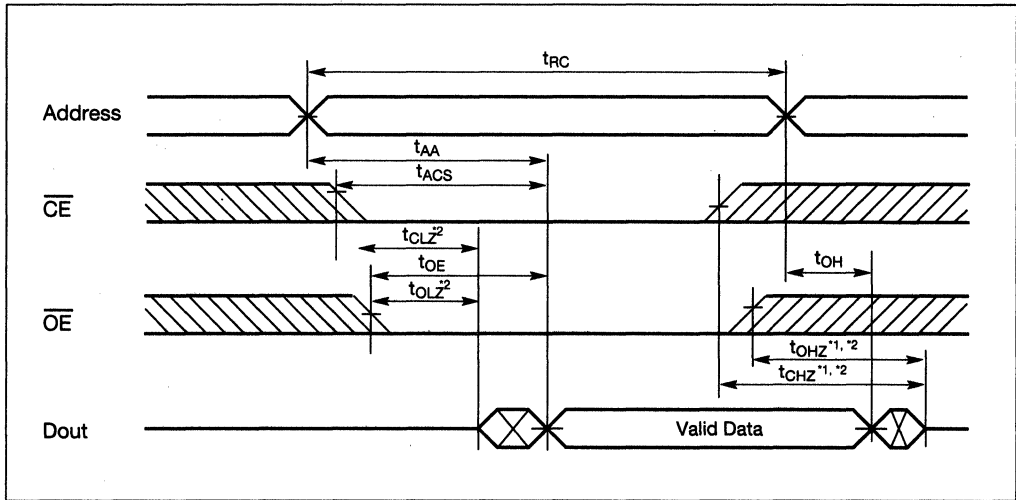 tRC
Address
tAA
tACS
CE
tCLZ*2
tOE
tOH
tOLZ*2
OE
tOHZ*1, *2
tCHZ*1, *2
Dout
Valid Data